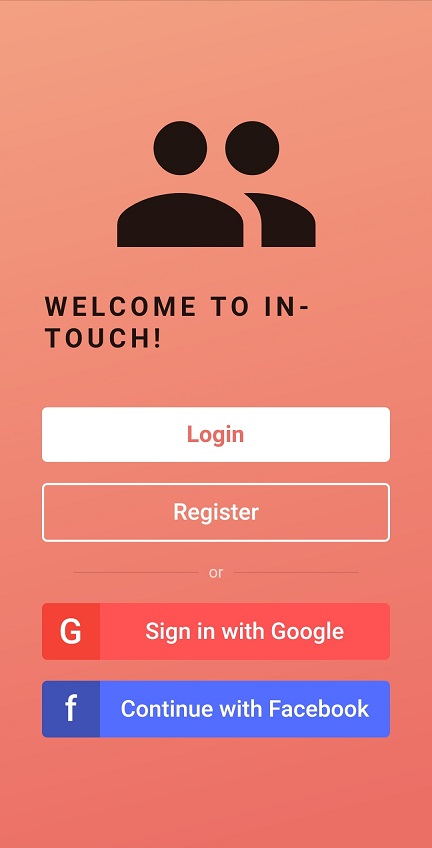 WELCOME TO IN-
TOUCH!
Login
Register
or
G Sign in with Google
f Continue with Facebook